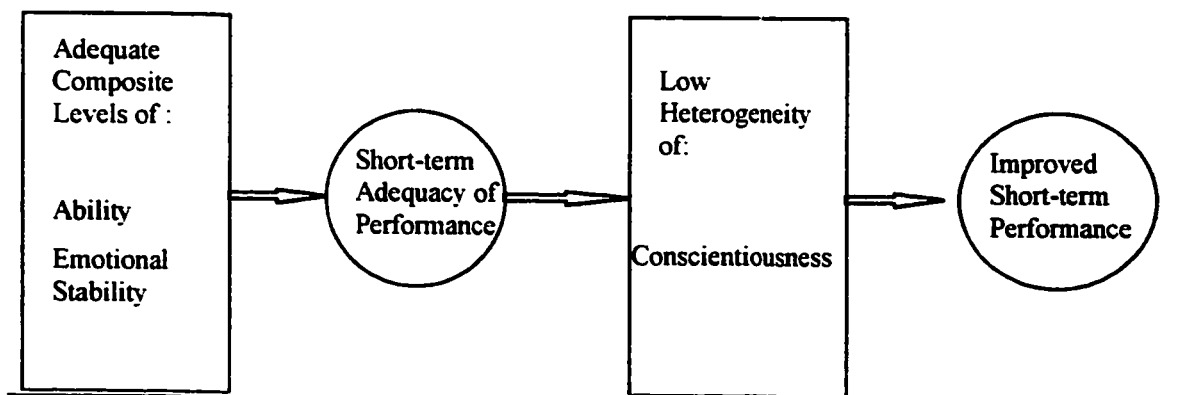 Adequate
Composite
Levels of :
Ability
Emotional
Stability
Short-term
Adequacy of
Performance
Low
Heterogeneity
of:
Conscientiousness
Improved
Short-term
Performance